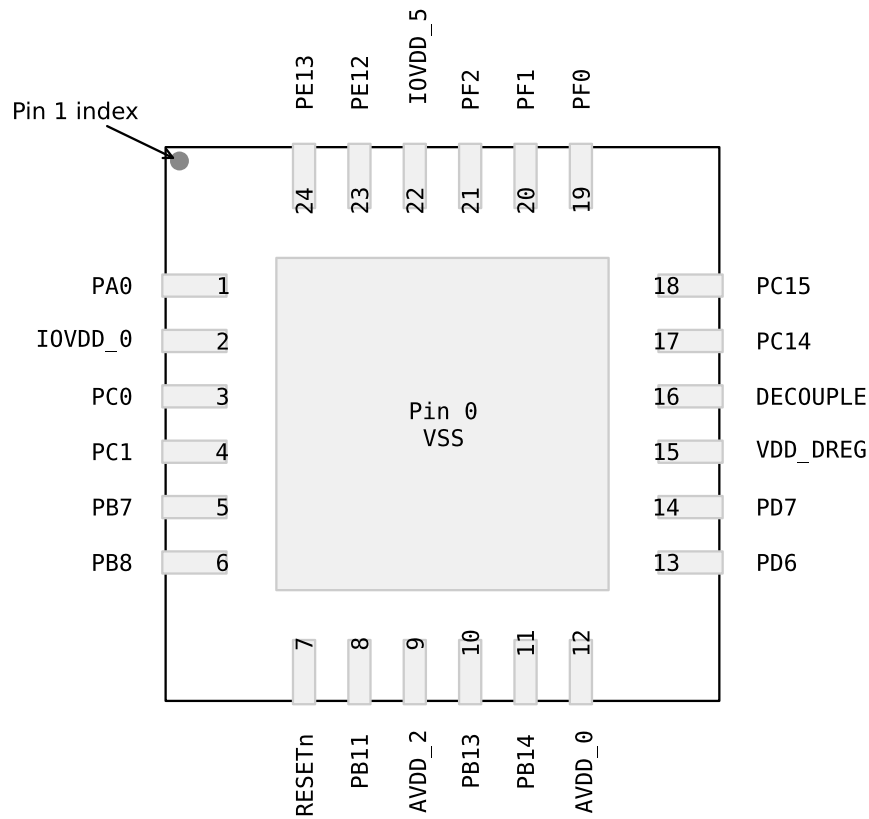 PE13
PE12
IOVDD_5
PF2
PF1
PF0
Pin 1 index
24
23
22
21
20
19
PA0 1
18 PC15
IOVDD_0 2
17 PC14
PC0 3
16 DECOUPLE
PC1 4
15 VDD_DREG
PB7 5
14 PD7
PB8 6
13 PD6
Pin 0
VSS
7
8
9
10
11
12
RESETn
PB11
AVDD_2
PB13
PB14
AVDD_0